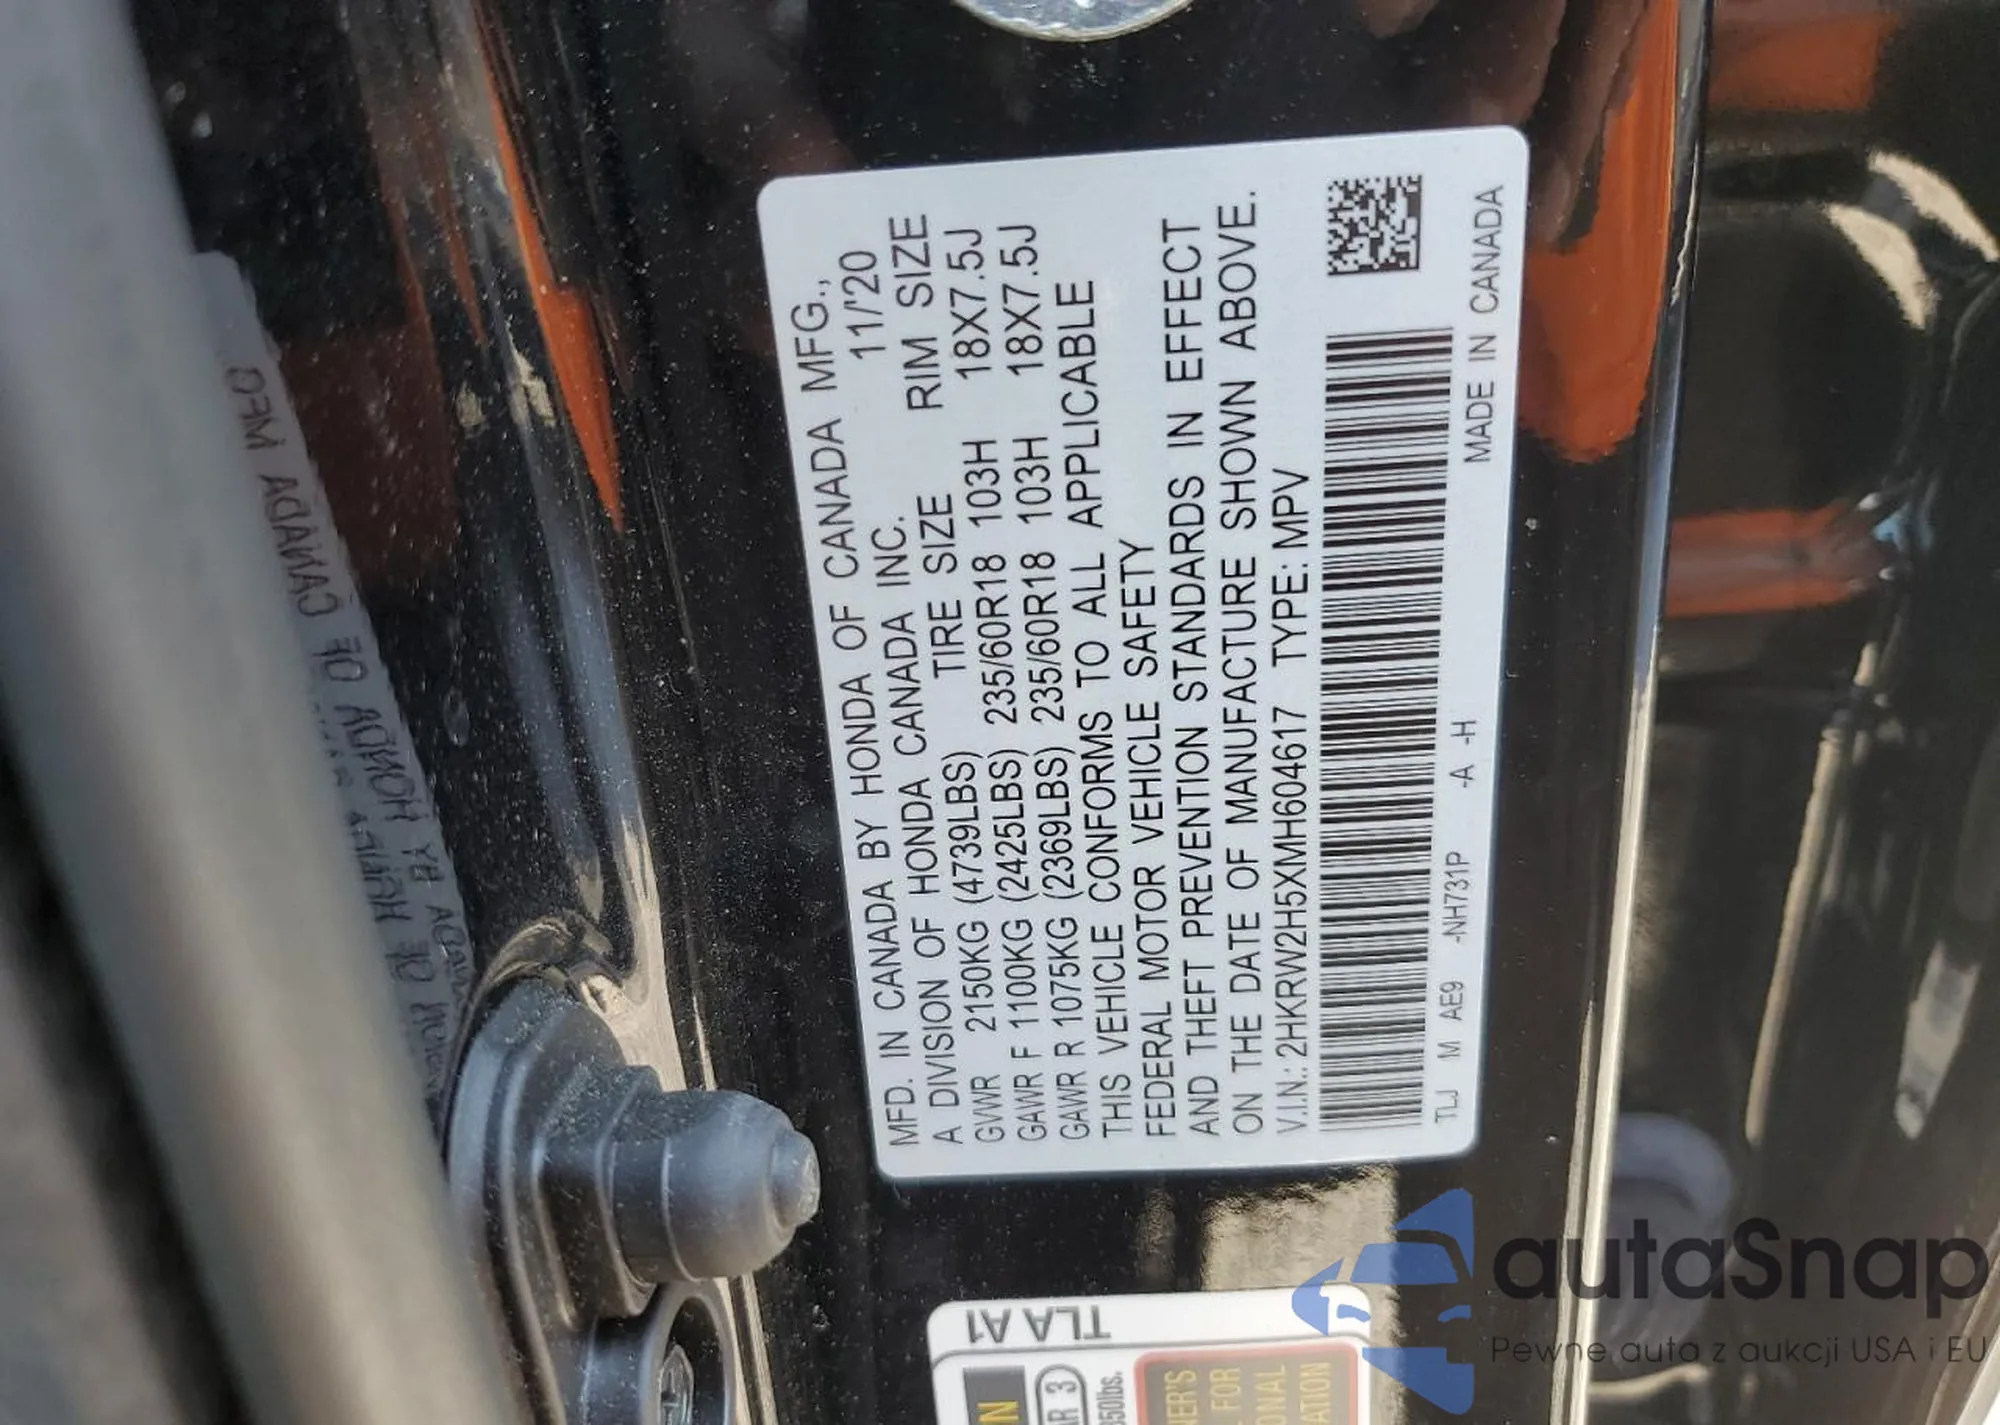 MFD. IN CANADA BY HONDA OF CANADA MFG.,
A DIVISION OF HONDA CANADA INC. 11/'20
TIRE SIZE RIM SIZE
GVWR 2150KG (4739LBS)
GAWR F 1100KG (2425LBS) 235/60R18 103H 18X7.5J
GAWR R 1075KG (2369LBS) 235/60R18 103H 18X7.5J
THIS VEHICLE CONFORMS TO ALL APPLICABLE
FEDERAL MOTOR VEHICLE SAFETY
AND THEFT PREVENTION STANDARDS IN EFFECT
ON THE DATE OF MANUFACTURE SHOWN ABOVE.
V.I.N.: 2HKRW2H5XMH604617 TYPE: MPV
TLJ M AE9 -NH731P -A -H
MADE IN CANADA
TLA A1
autaSnap
Pewne auta z aukcji USA i EU